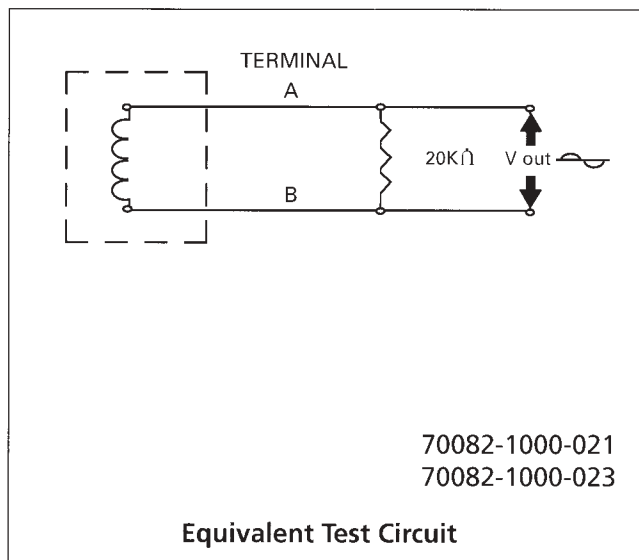 TERMINAL
A
20KΩ V out
B
70082-1000-021
70082-1000-023
Equivalent Test Circuit